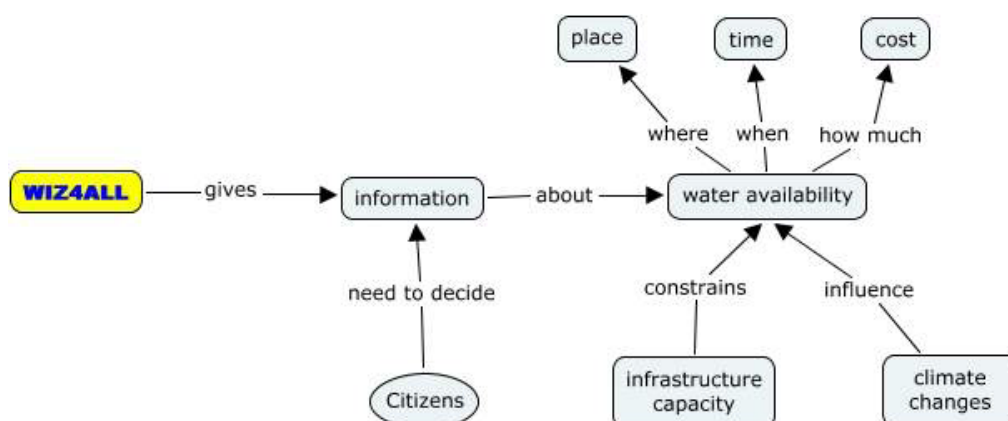 place
time
cost
where
when
how much
WIZ4ALL
gives
information
about
water availability
need to decide
constrains
influence
Citizens
infrastructure
capacity
climate
changes